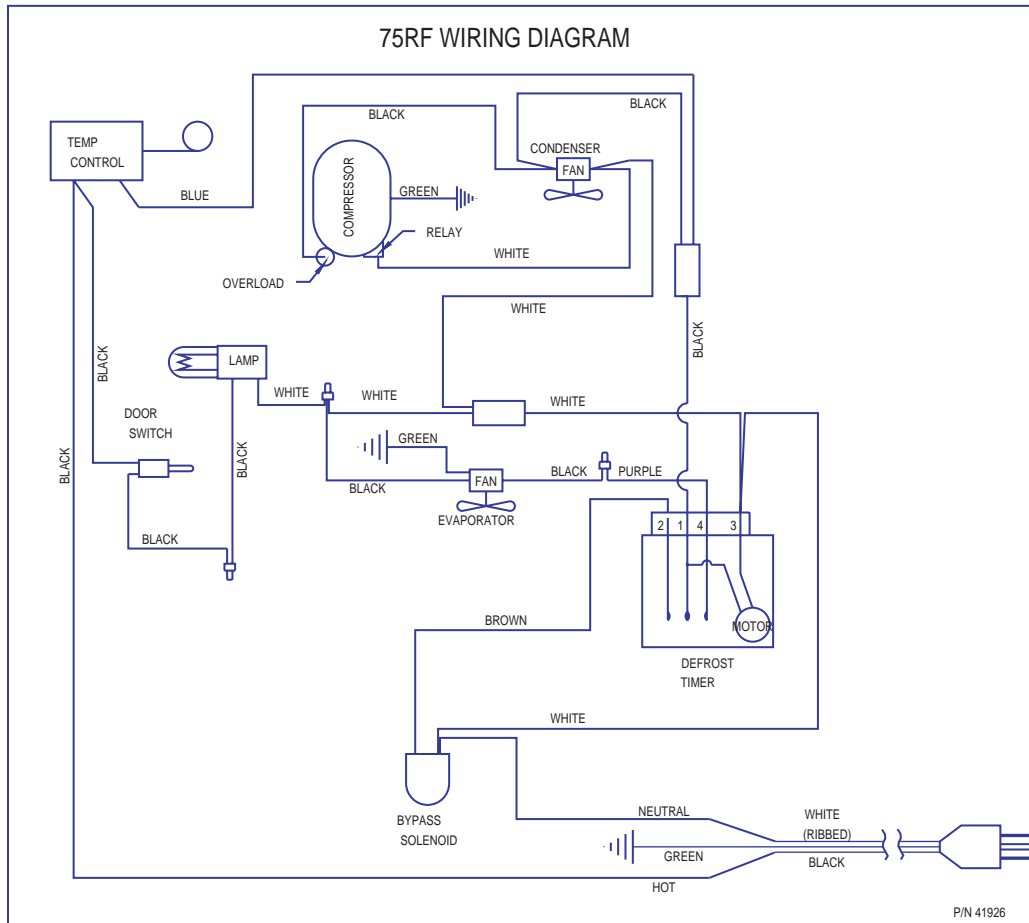 75RF WIRING DIAGRAM
BLACK
BLACK
TEMP
CONTROL
CONDENSER
FAN
COMPRESSOR
GREEN
BLUE
RELAY
WHITE
OVERLOAD
WHITE
BLACK
BLACK
LAMP
WHITE
WHITE
WHITE
DOOR
SWITCH
GREEN
BLACK
BLACK
BLACK
FAN
BLACK
PURPLE
EVAPORATOR
2 1 4 3
BLACK
BROWN
MOTOR
DEFROST
TIMER
WHITE
BYPASS
SOLENOID
NEUTRAL
WHITE
(RIBBED)
GREEN
BLACK
HOT
P/N 41926